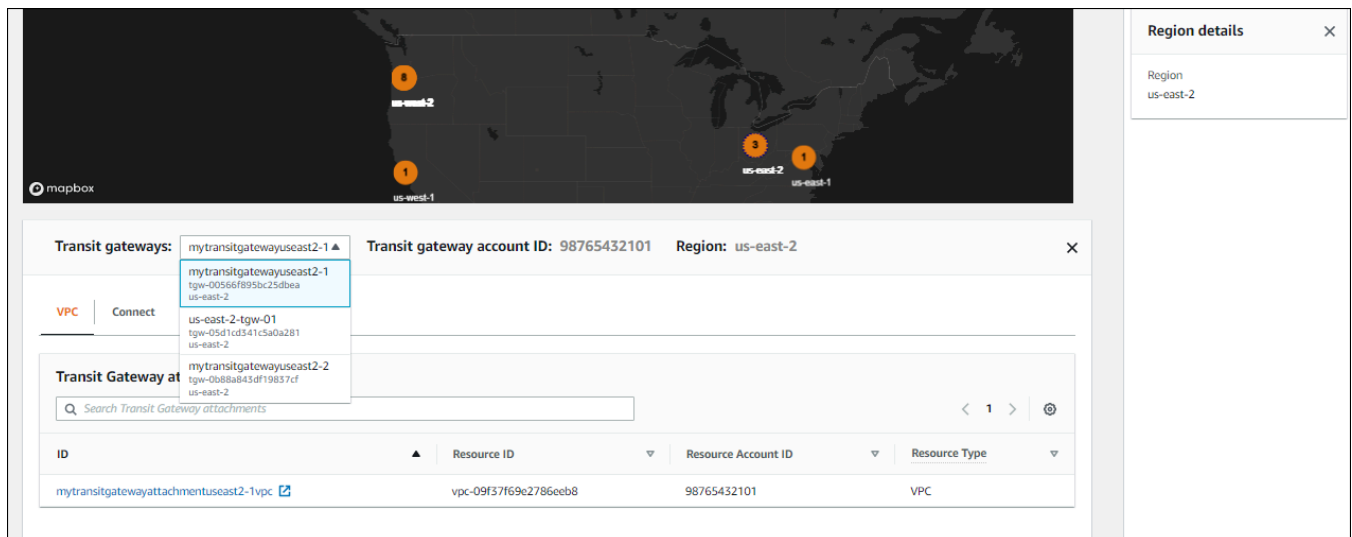 Region details
Region
us-east-2
8
us-west-2
3
us-east-2
1
us-east-1
1
us-west-1
mapbox
Transit gateways: mytransitgatewayuseast2-1 Transit gateway account ID: 98765432101 Region: us-east-2
mytransitgatewayuseast2-1
tgw-00566f895bc25dbea
us-east-2
us-east-2-tgw-01
tgw-05d1cd341c5a0a281
us-east-2
mytransitgatewayuseast2-2
tgw-0b88a843df19837cf
us-east-2
VPC Connect
Transit Gateway at
Search Transit Gateway attachments
1
ID Resource ID Resource Account ID Resource Type
mytransitgatewayattachmentuseast2-1vpc vpc-09f37f69e2786eeb8 98765432101 VPC